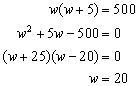 w(w + 5) = 500
w² + 5w − 500 = 0
(w + 25)(w − 20) = 0
w = 20